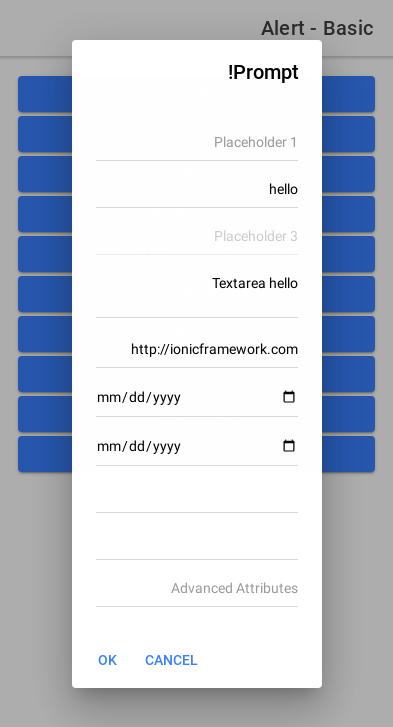 Alert - Basic
!Prompt
Placeholder 1
hello
Placeholder 3
Textarea hello
http://ionicframework.com
mm/dd/yyyy
mm/dd/yyyy
Advanced Attributes
OK CANCEL